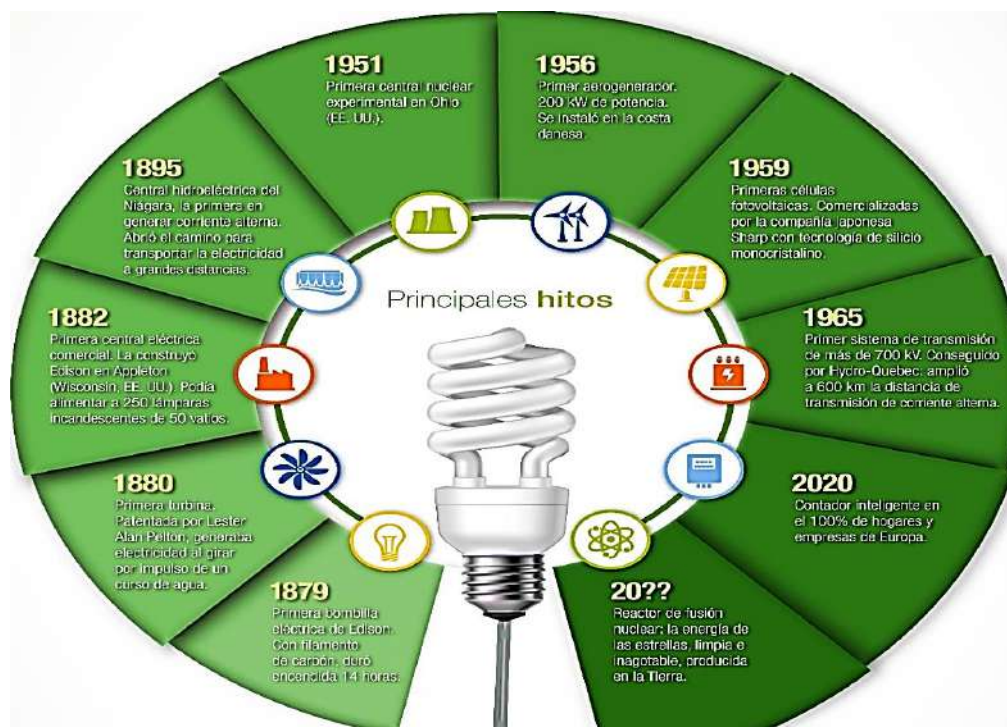 Principales hitos
1879
Primera bombilla
eléctrica de Edison.
Con filamento
de carbón, duró
encendida 14 horas.
1880
Primera turbina.
Patentada por Lester
Alan Pelton, generaba
electricidad al girar
por impulso de un
curso de agua.
1882
Primera central eléctrica
comercial. La construyo
Edison en Appleton
(Wisconsin, EE. UU.). Podía
alimentar a 250 lámparas
incandescentes de 50 vatios.
1895
Central hidroeléctrica del
Niágara, la primera en
generar corriente alterna.
Abrió el camino para
transportar la electricidad
a grandes distancias.
1951
Primera central nuclear
experimental en Ohio
(EE. UU.).
1956
Primer aerogenerador.
200 kW de potencia.
Se instaló en la costa
danesa.
1959
Primeras células
fotovoltaicas. Comercializadas
por la compañía japonesa
Sharp con tecnología de silicio
monocristalino.
1965
Primer sistema de transmisión
de más de 700 kV. Conseguido
por Hydro-Quebec: amplió
a 600 km la distancia de
transmisión de corriente alterna.
2020
Contador inteligente en
el 100% de hogares y
empresas de Europa.
20??
Reactor de fusión
nuclear: la energía de
las estrellas, limpia e
inagotable, producida
en la Tierra.